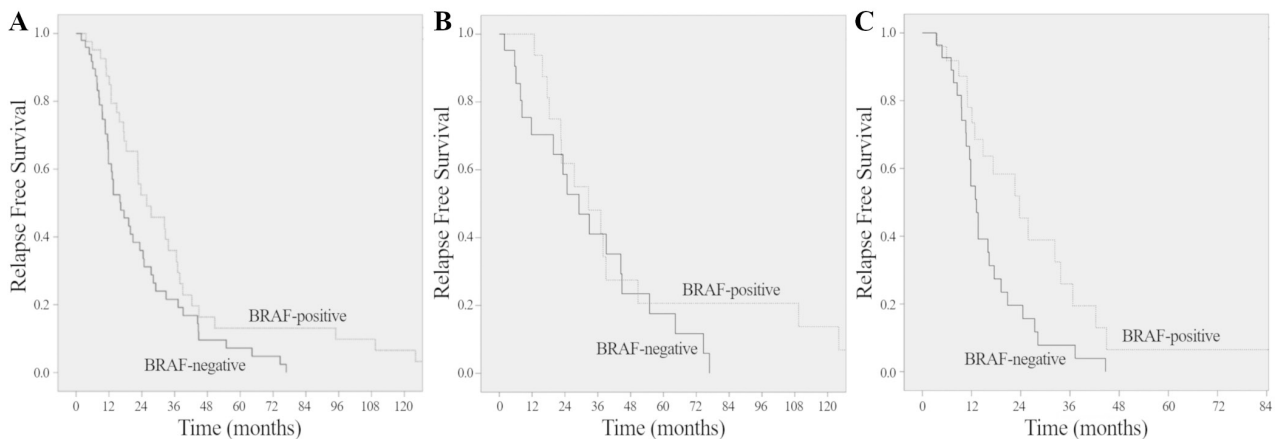 A
Relapse Free Survival
1.0
0.8
0.6
0.4
0.2
0.0
BRAF-positive
BRAF-negative
0 12 24 36 48 60 72 84 96 108 120
Time (months)
B
Relapse Free Survival
1.0
0.8
0.6
0.4
0.2
0.0
BRAF-positive
BRAF-negative
0 12 24 36 48 60 72 84 96 108 120
Time (months)
C
Relapse Free Survival
1.0
0.8
0.6
0.4
0.2
0.0
BRAF-positive
BRAF-negative
0 12 24 36 48 60 72 84
Time (months)